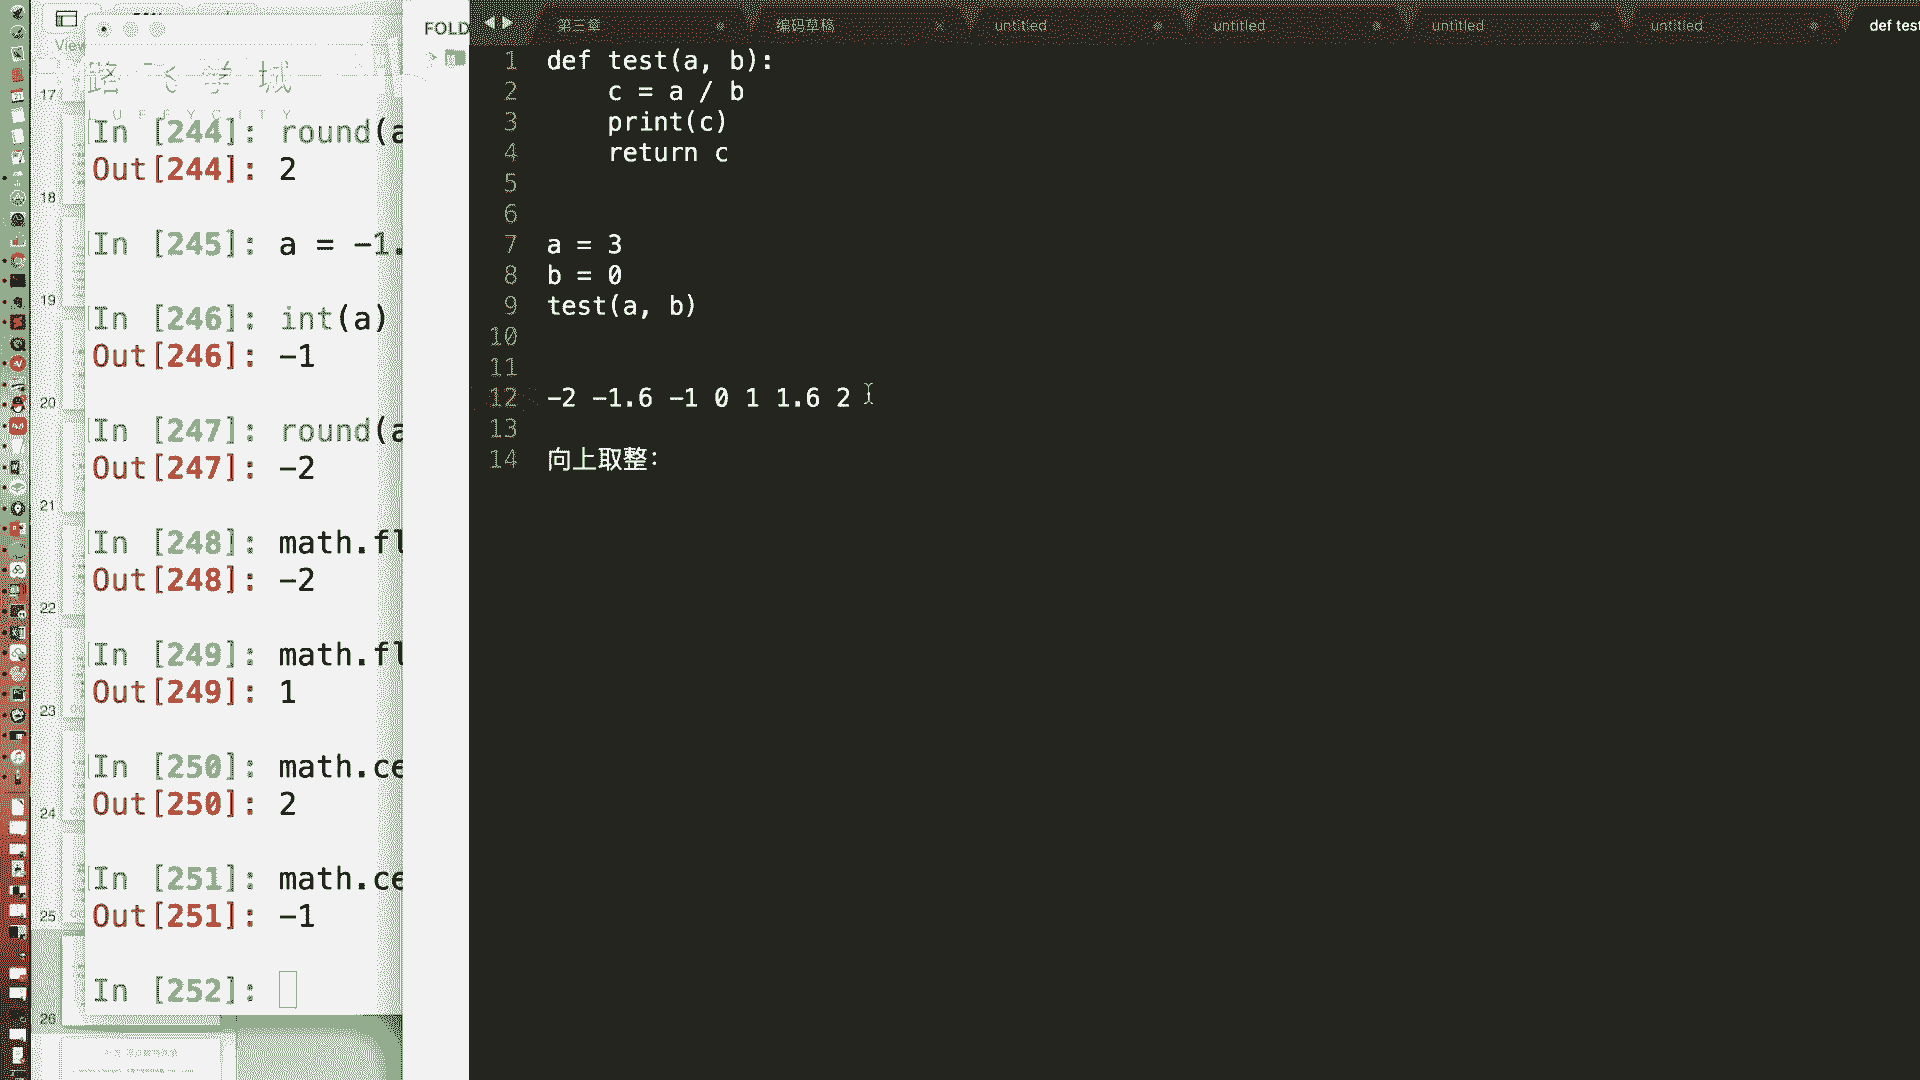 View
17
18
19
20
21
22
23
24
25
26
路飞学城
LUFFYCITY
In [244]: round(a
Out[244]: 2
In [245]: a = -1.
In [246]: int(a)
Out[246]: -1
In [247]: round(a
Out[247]: -2
In [248]: math.fl
Out[248]: -2
In [249]: math.fl
Out[249]: 1
In [250]: math.ce
Out[250]: 2
In [251]: math.ce
Out[251]: -1
In [252]:
FOLD
第三章 编码草稿 untitled untitled untitled untitled def test
1 def test(a, b):
2 c = a / b
3 print(c)
4 return c
5
6
7 a = 3
8 b = 0
9 test(a, b)
10
11
12 -2 -1.6 -1 0 1 1.6 2
13
14 向上取整：